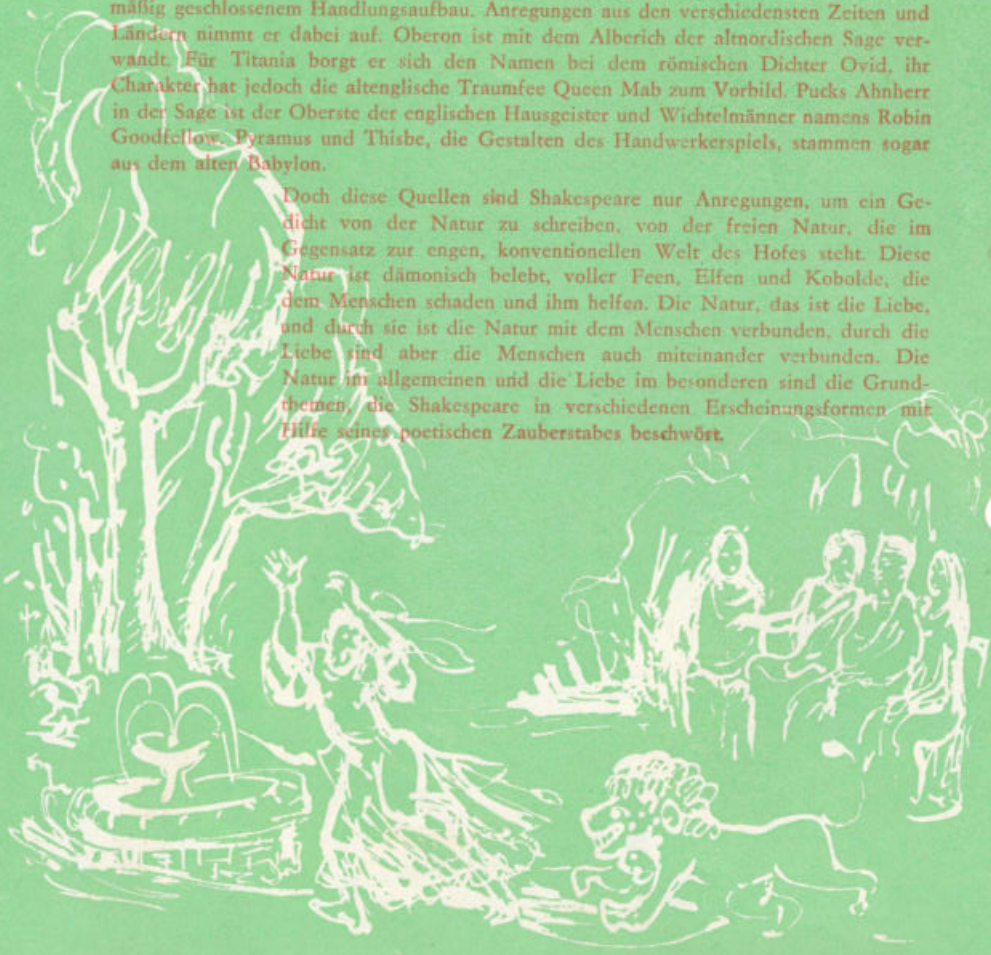 mäßig geschlossenem Handlungsaufbau. Anregungen aus den verschiedensten Zeiten und
Ländern nimmt er dabei auf. Oberon ist mit dem Alberich der altnordischen Sage ver-
wandt. Für Titania borgt er sich den Namen bei dem römischen Dichter Ovid, ihr
Charakter hat jedoch die altenglische Traumfee Queen Mab zum Vorbild. Pucks Ahnherr
in der Sage ist der Oberste der englischen Hausgeister und Wichtelmänner namens Robin
Goodfellow. Pyramus und Thisbe, die Gestalten des Handwerkerspiels, stammen sogar
aus dem alten Babylon.
Doch diese Quellen sind Shakespeare nur Anregungen, um ein Ge-
dicht von der Natur zu schreiben, von der freien Natur, die im
Gegensatz zur engen, konventionellen Welt des Hofes steht. Diese
Natur ist dämonisch belebt, voller Feen, Elfen und Kobolde, die
dem Menschen schaden und ihm helfen. Die Natur, das ist die Liebe,
und durch sie ist die Natur mit dem Menschen verbunden, durch die
Liebe sind aber die Menschen auch miteinander verbunden. Die
Natur im allgemeinen und die Liebe im besonderen sind die Grund-
themen, die Shakespeare in verschiedenen Erscheinungsformen mit
Hilfe seines poetischen Zauberstabes beschwört.